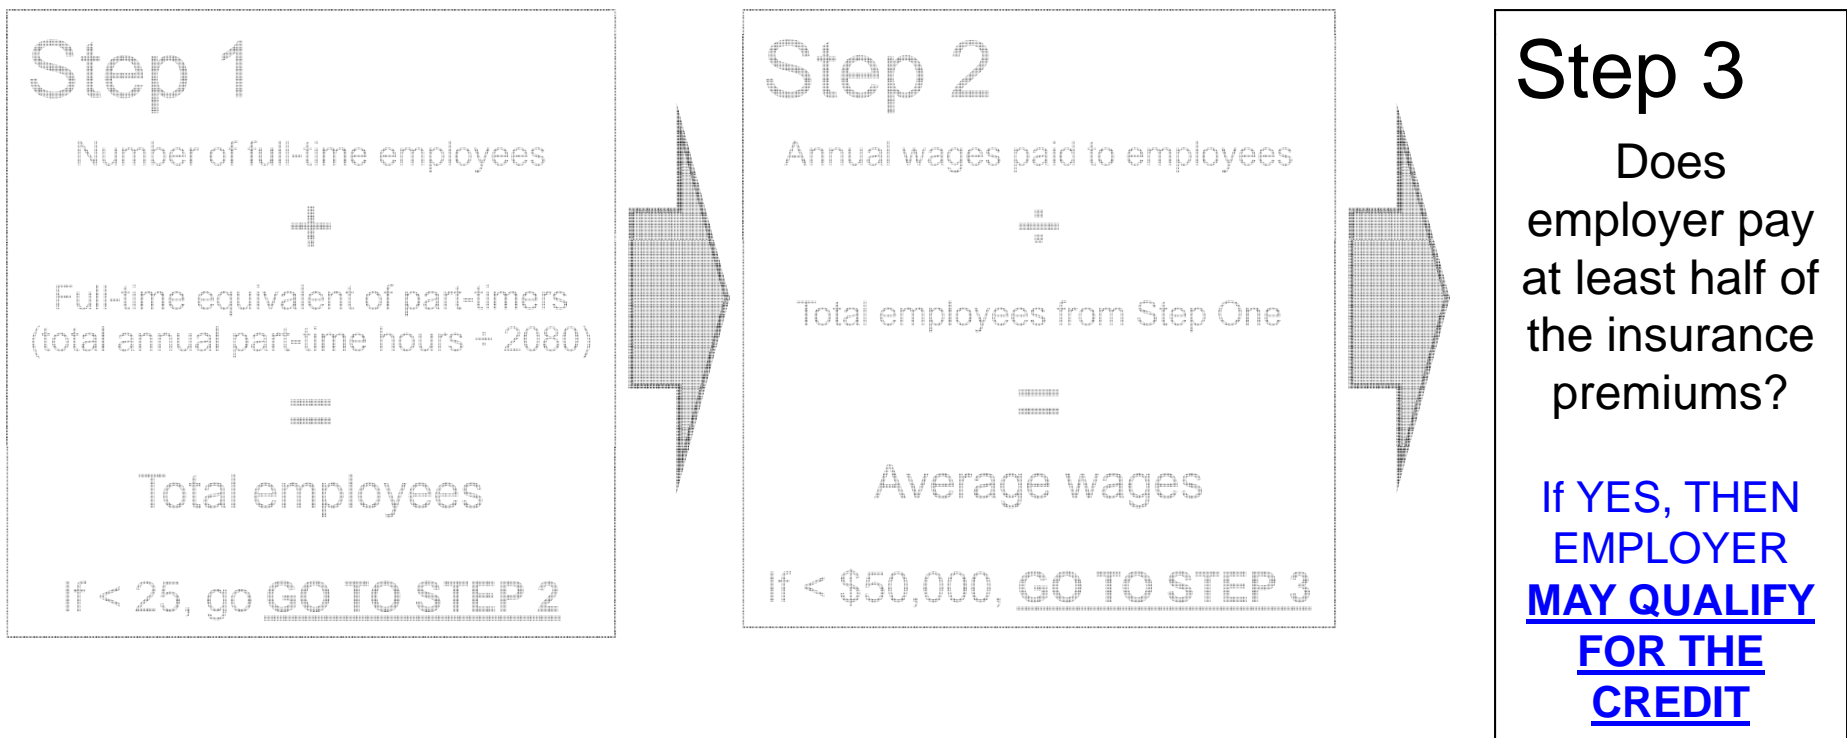 Step 1
Number of full-time employees
+
Full-time equivalent of part-timers
(total annual part-time hours ÷ 2080)
=
Total employees
If < 25, go GO TO STEP 2
Step 2
Annual wages paid to employees
÷
Total employees from Step One
=
Average wages
If < $50,000, GO TO STEP 3
Step 3
Does
employer pay
at least half of
the insurance
premiums?
If YES, THEN
EMPLOYER
MAY QUALIFY
FOR THE
CREDIT